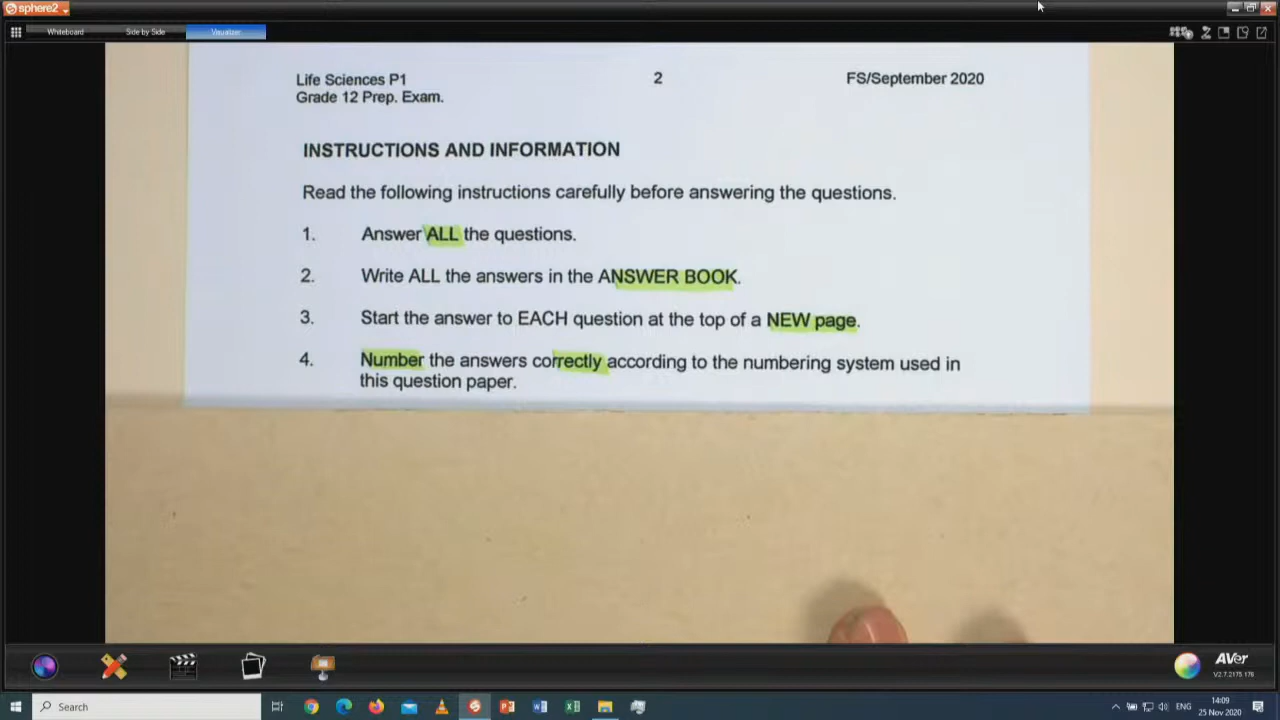 sphere2
Whiteboard Side by Side Visualizer
Life Sciences P1 2 FS/September 2020
Grade 12 Prep. Exam.
INSTRUCTIONS AND INFORMATION
Read the following instructions carefully before answering the questions.
1. Answer ALL the questions.
2. Write ALL the answers in the ANSWER BOOK.
3. Start the answer to EACH question at the top of a NEW page.
4. Number the answers correctly according to the numbering system used in
this question paper.
AVer
V2.7.2175 176
Search
ENG
14:09
25 Nov 2020